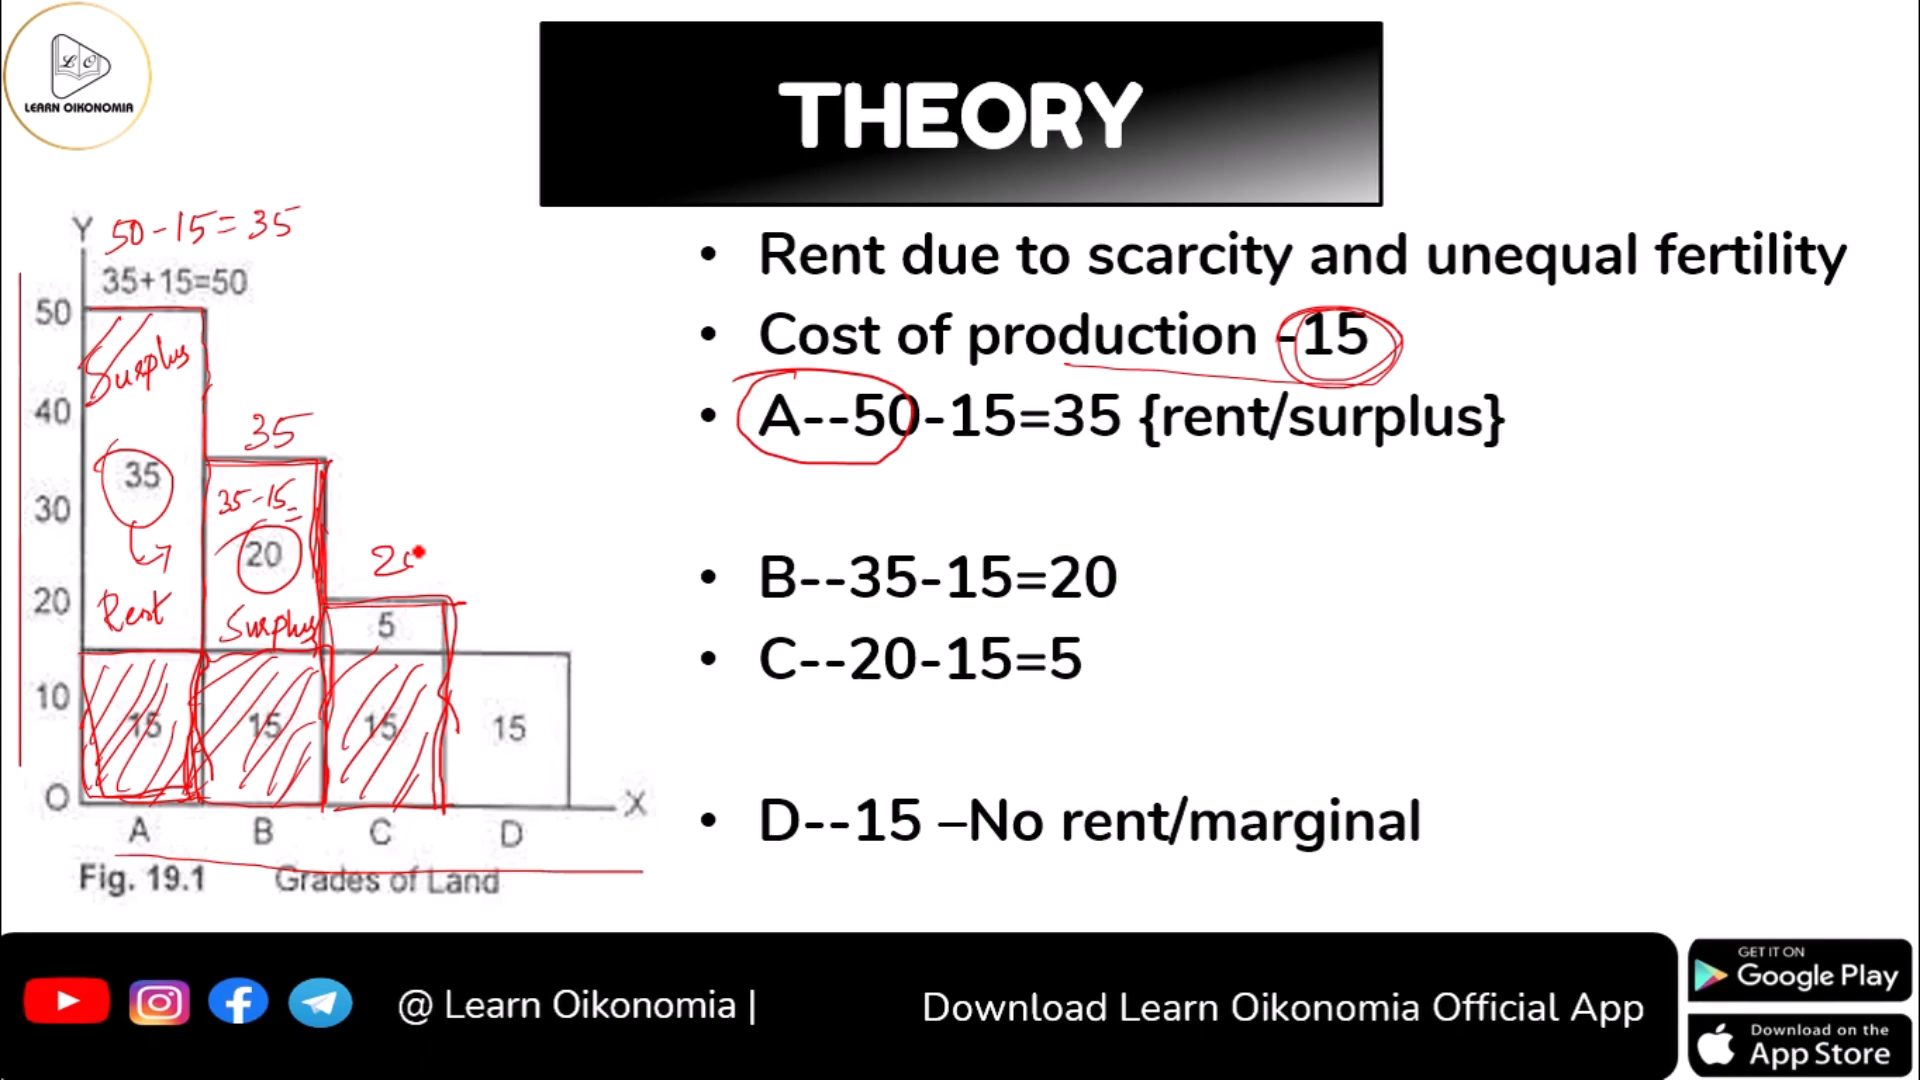 LO
LEARN OIKONOMIA
THEORY
Y
50-15=35
35+15=50
50
40
30
20
10
O
Surplus
35
Rent
35
35-15=
20
Surplus
5
15
15
15
15
X
A B C D
Fig. 19.1 Grades of Land
• Rent due to scarcity and unequal fertility
• Cost of production -15
• A--50-15=35 {rent/surplus}
• B--35-15=20
• C--20-15=5
• D--15 –No rent/marginal
@ Learn Oikonomia |
Download Learn Oikonomia Official App
GET IT ON
Google Play
Download on the
App Store